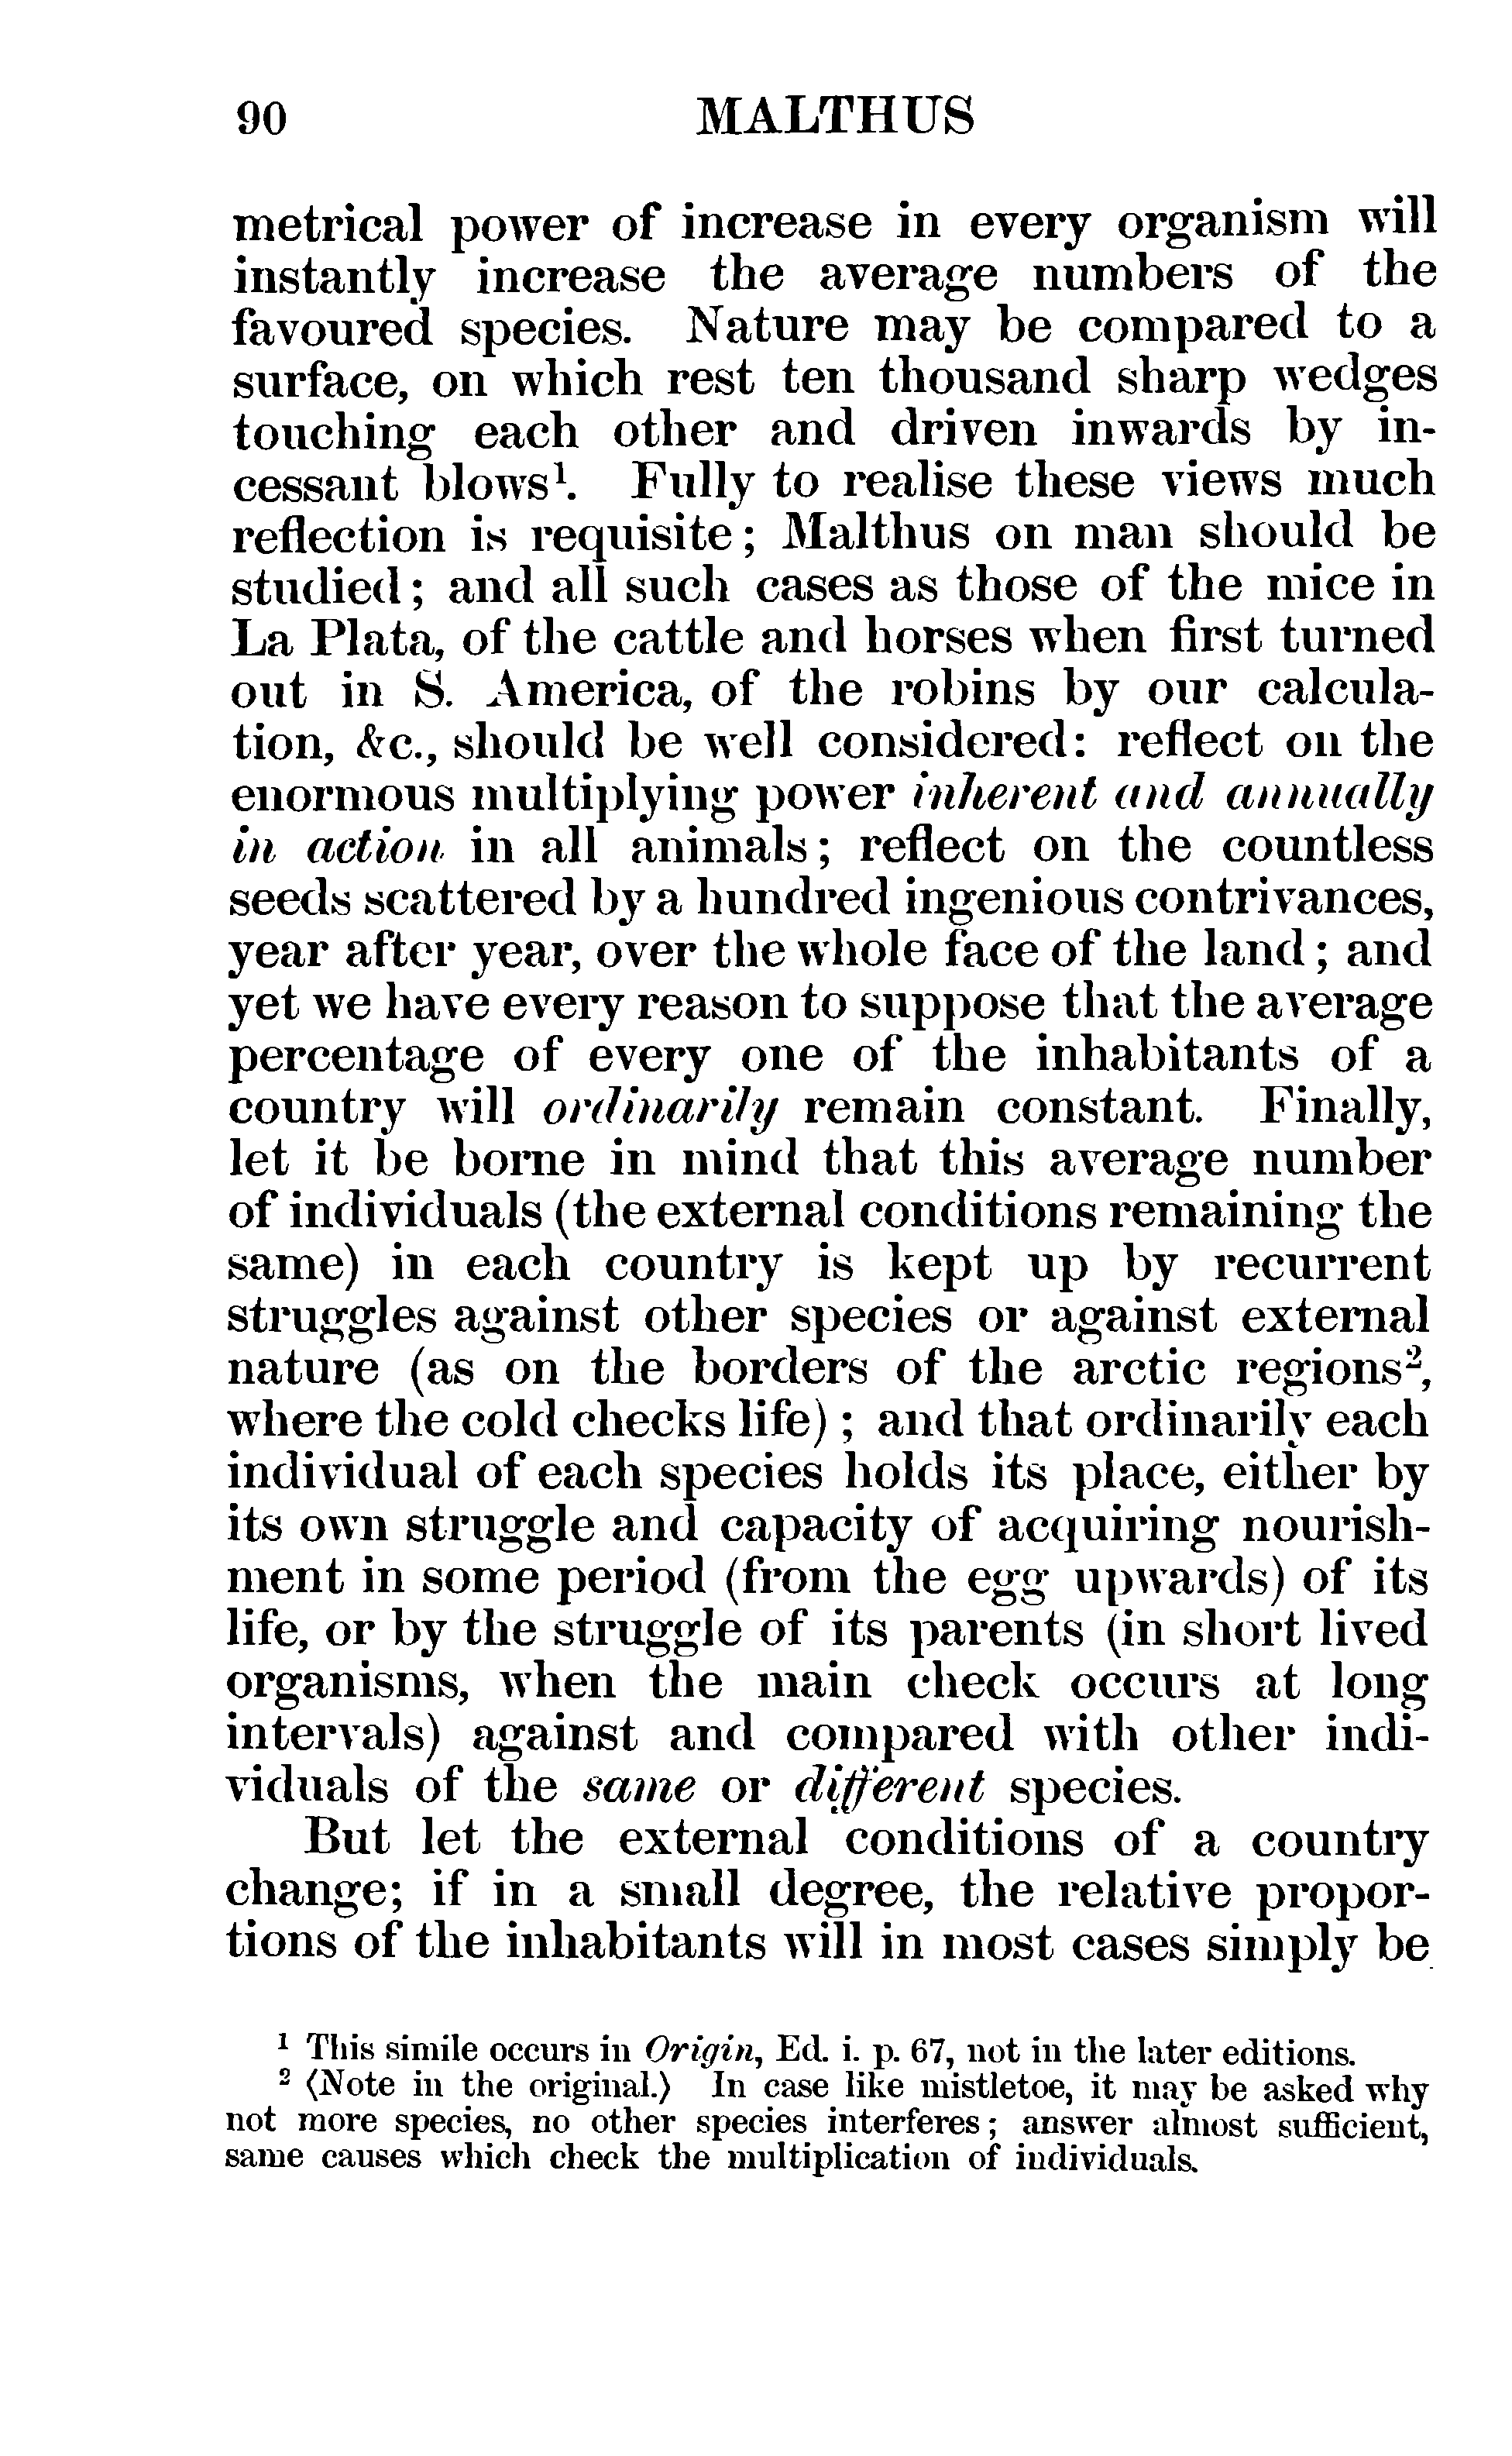 90 MALTHUS
metrical power of increase in every organism will
instantly increase the average numbers of the
favoured species. Nature may be compared to a
surface, on which rest ten thousand sharp wedges
touching each other and driven inwards by in-
cessant blows¹. Fully to realise these views much
reflection is requisite; Malthus on man should be
studied; and all such cases as those of the mice in
La Plata, of the cattle and horses when first turned
out in S. America, of the robins by our calcula-
tion, &c., should be well considered: reflect on the
enormous multiplying power inherent and annually
in action in all animals; reflect on the countless
seeds scattered by a hundred ingenious contrivances,
year after year, over the whole face of the land; and
yet we have every reason to suppose that the average
percentage of every one of the inhabitants of a
country will ordinarily remain constant. Finally,
let it be borne in mind that this average number
of individuals (the external conditions remaining the
same) in each country is kept up by recurrent
struggles against other species or against external
nature (as on the borders of the arctic regions²,
where the cold checks life); and that ordinarily each
individual of each species holds its place, either by
its own struggle and capacity of acquiring nourish-
ment in some period (from the egg upwards) of its
life, or by the struggle of its parents (in short lived
organisms, when the main check occurs at long
intervals) against and compared with other indi-
viduals of the same or different species.
But let the external conditions of a country
change; if in a small degree, the relative propor-
tions of the inhabitants will in most cases simply be
¹ This simile occurs in Origin, Ed. i. p. 67, not in the later editions.
² ⟨Note in the original.⟩ In case like mistletoe, it may be asked why
not more species, no other species interferes; answer almost sufficient,
same causes which check the multiplication of individuals.